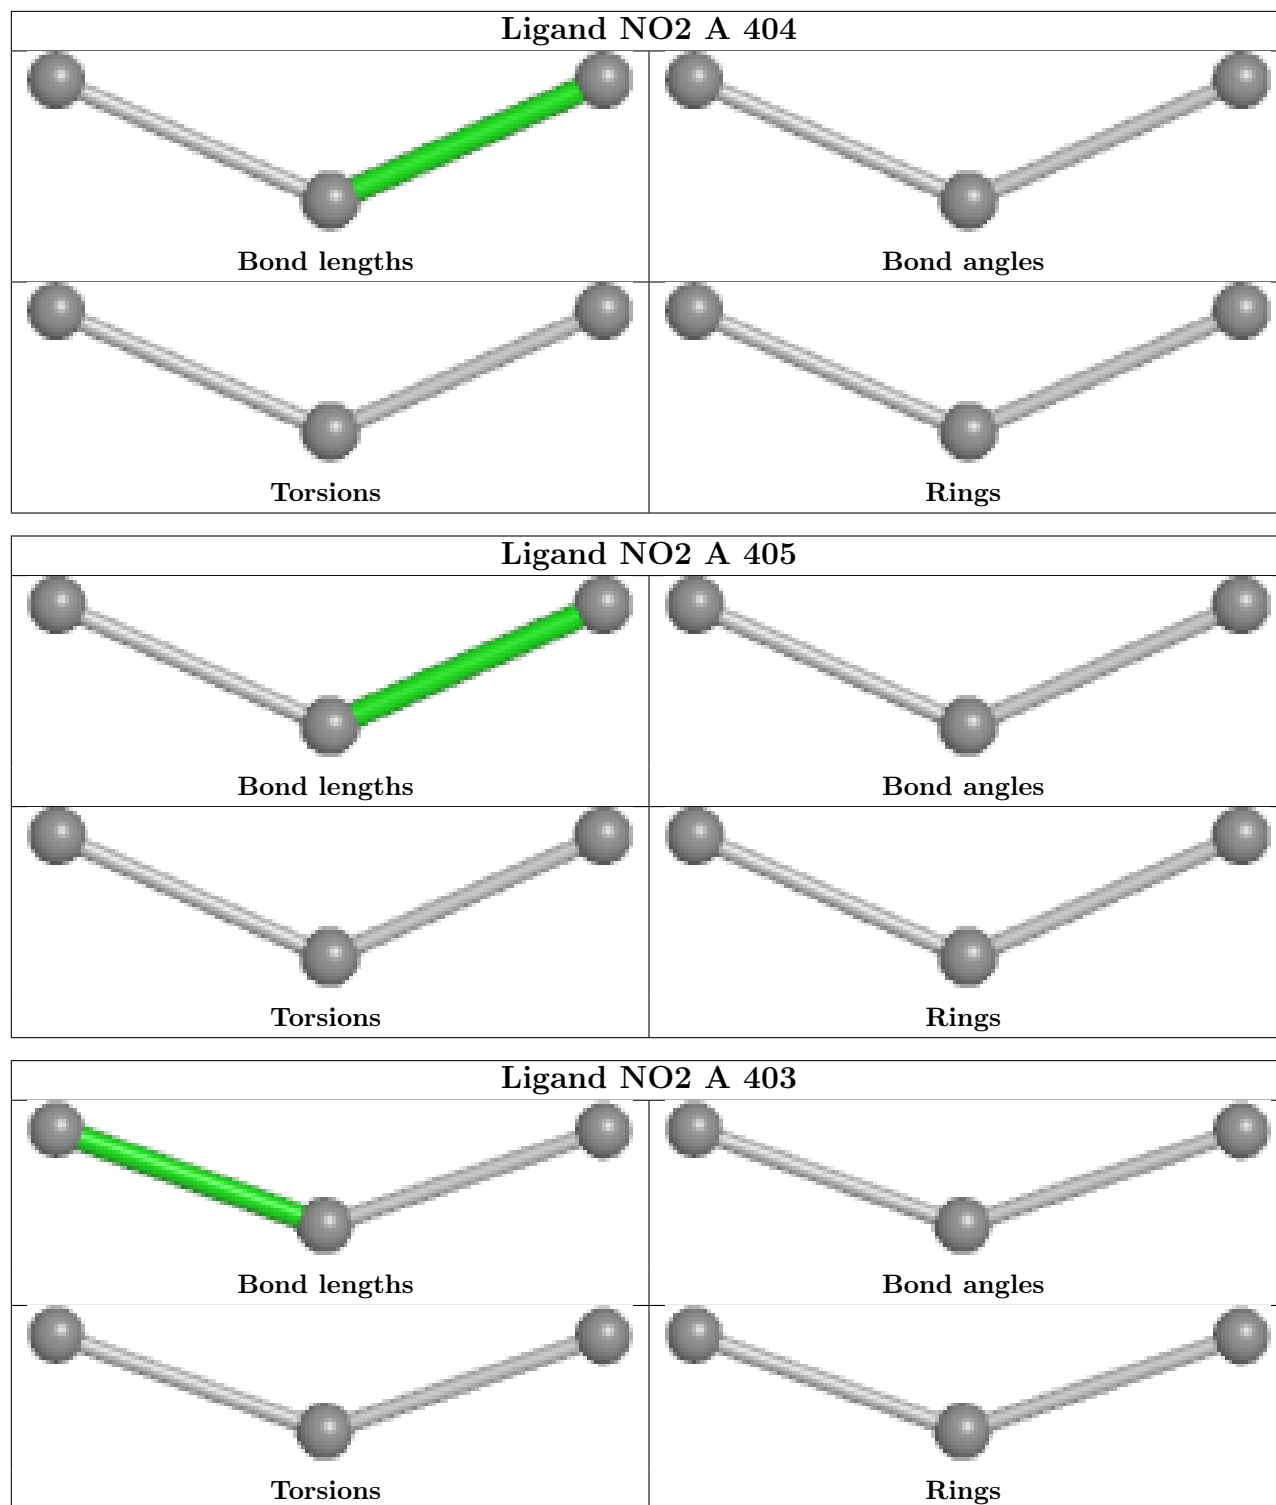 Ligand NO2 A 404
Bond lengths
Bond angles
Torsions
Rings
Ligand NO2 A 405
Bond lengths
Bond angles
Torsions
Rings
Ligand NO2 A 403
Bond lengths
Bond angles
Torsions
Rings